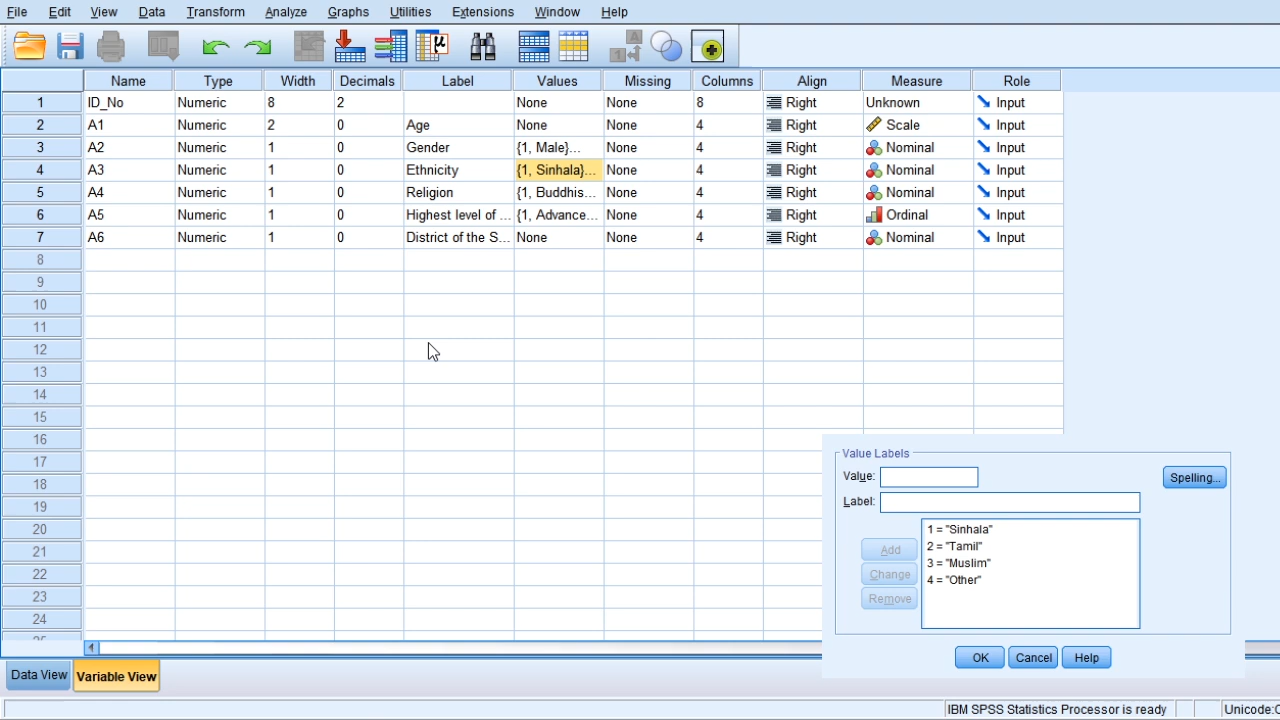 File Edit View Data Transform Analyze Graphs Utilities Extensions Window Help
Name Type Width Decimals Label Values Missing Columns Align Measure Role
1 ID_No Numeric 8 2 None None 8 Right Unknown Input
2 A1 Numeric 2 0 Age None None 4 Right Scale Input
3 A2 Numeric 1 0 Gender {1, Male}... None 4 Right Nominal Input
4 A3 Numeric 1 0 Ethnicity {1, Sinhala}... None 4 Right Nominal Input
5 A4 Numeric 1 0 Religion {1, Buddhis... None 4 Right Nominal Input
6 A5 Numeric 1 0 Highest level of ... {1, Advance... None 4 Right Ordinal Input
7 A6 Numeric 1 0 District of the S... None None 4 Right Nominal Input
8
9
10
11
12
13
14
15
16
17
18
19
20
21
22
23
24
Value Labels
Value: Spelling...
Label:
1 = "Sinhala"
2 = "Tamil"
3 = "Muslim"
4 = "Other"
Add
Change
Remove
OK Cancel Help
Data View Variable View
IBM SPSS Statistics Processor is ready Unicode: